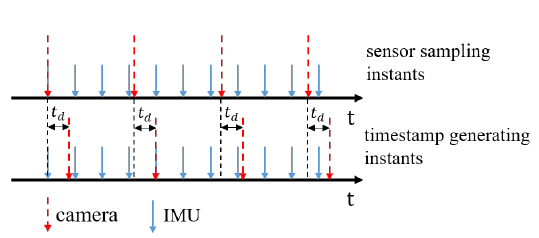 sensor sampling
instants
t
t_d t_d t_d t_d
timestamp generating
instants
t
camera IMU